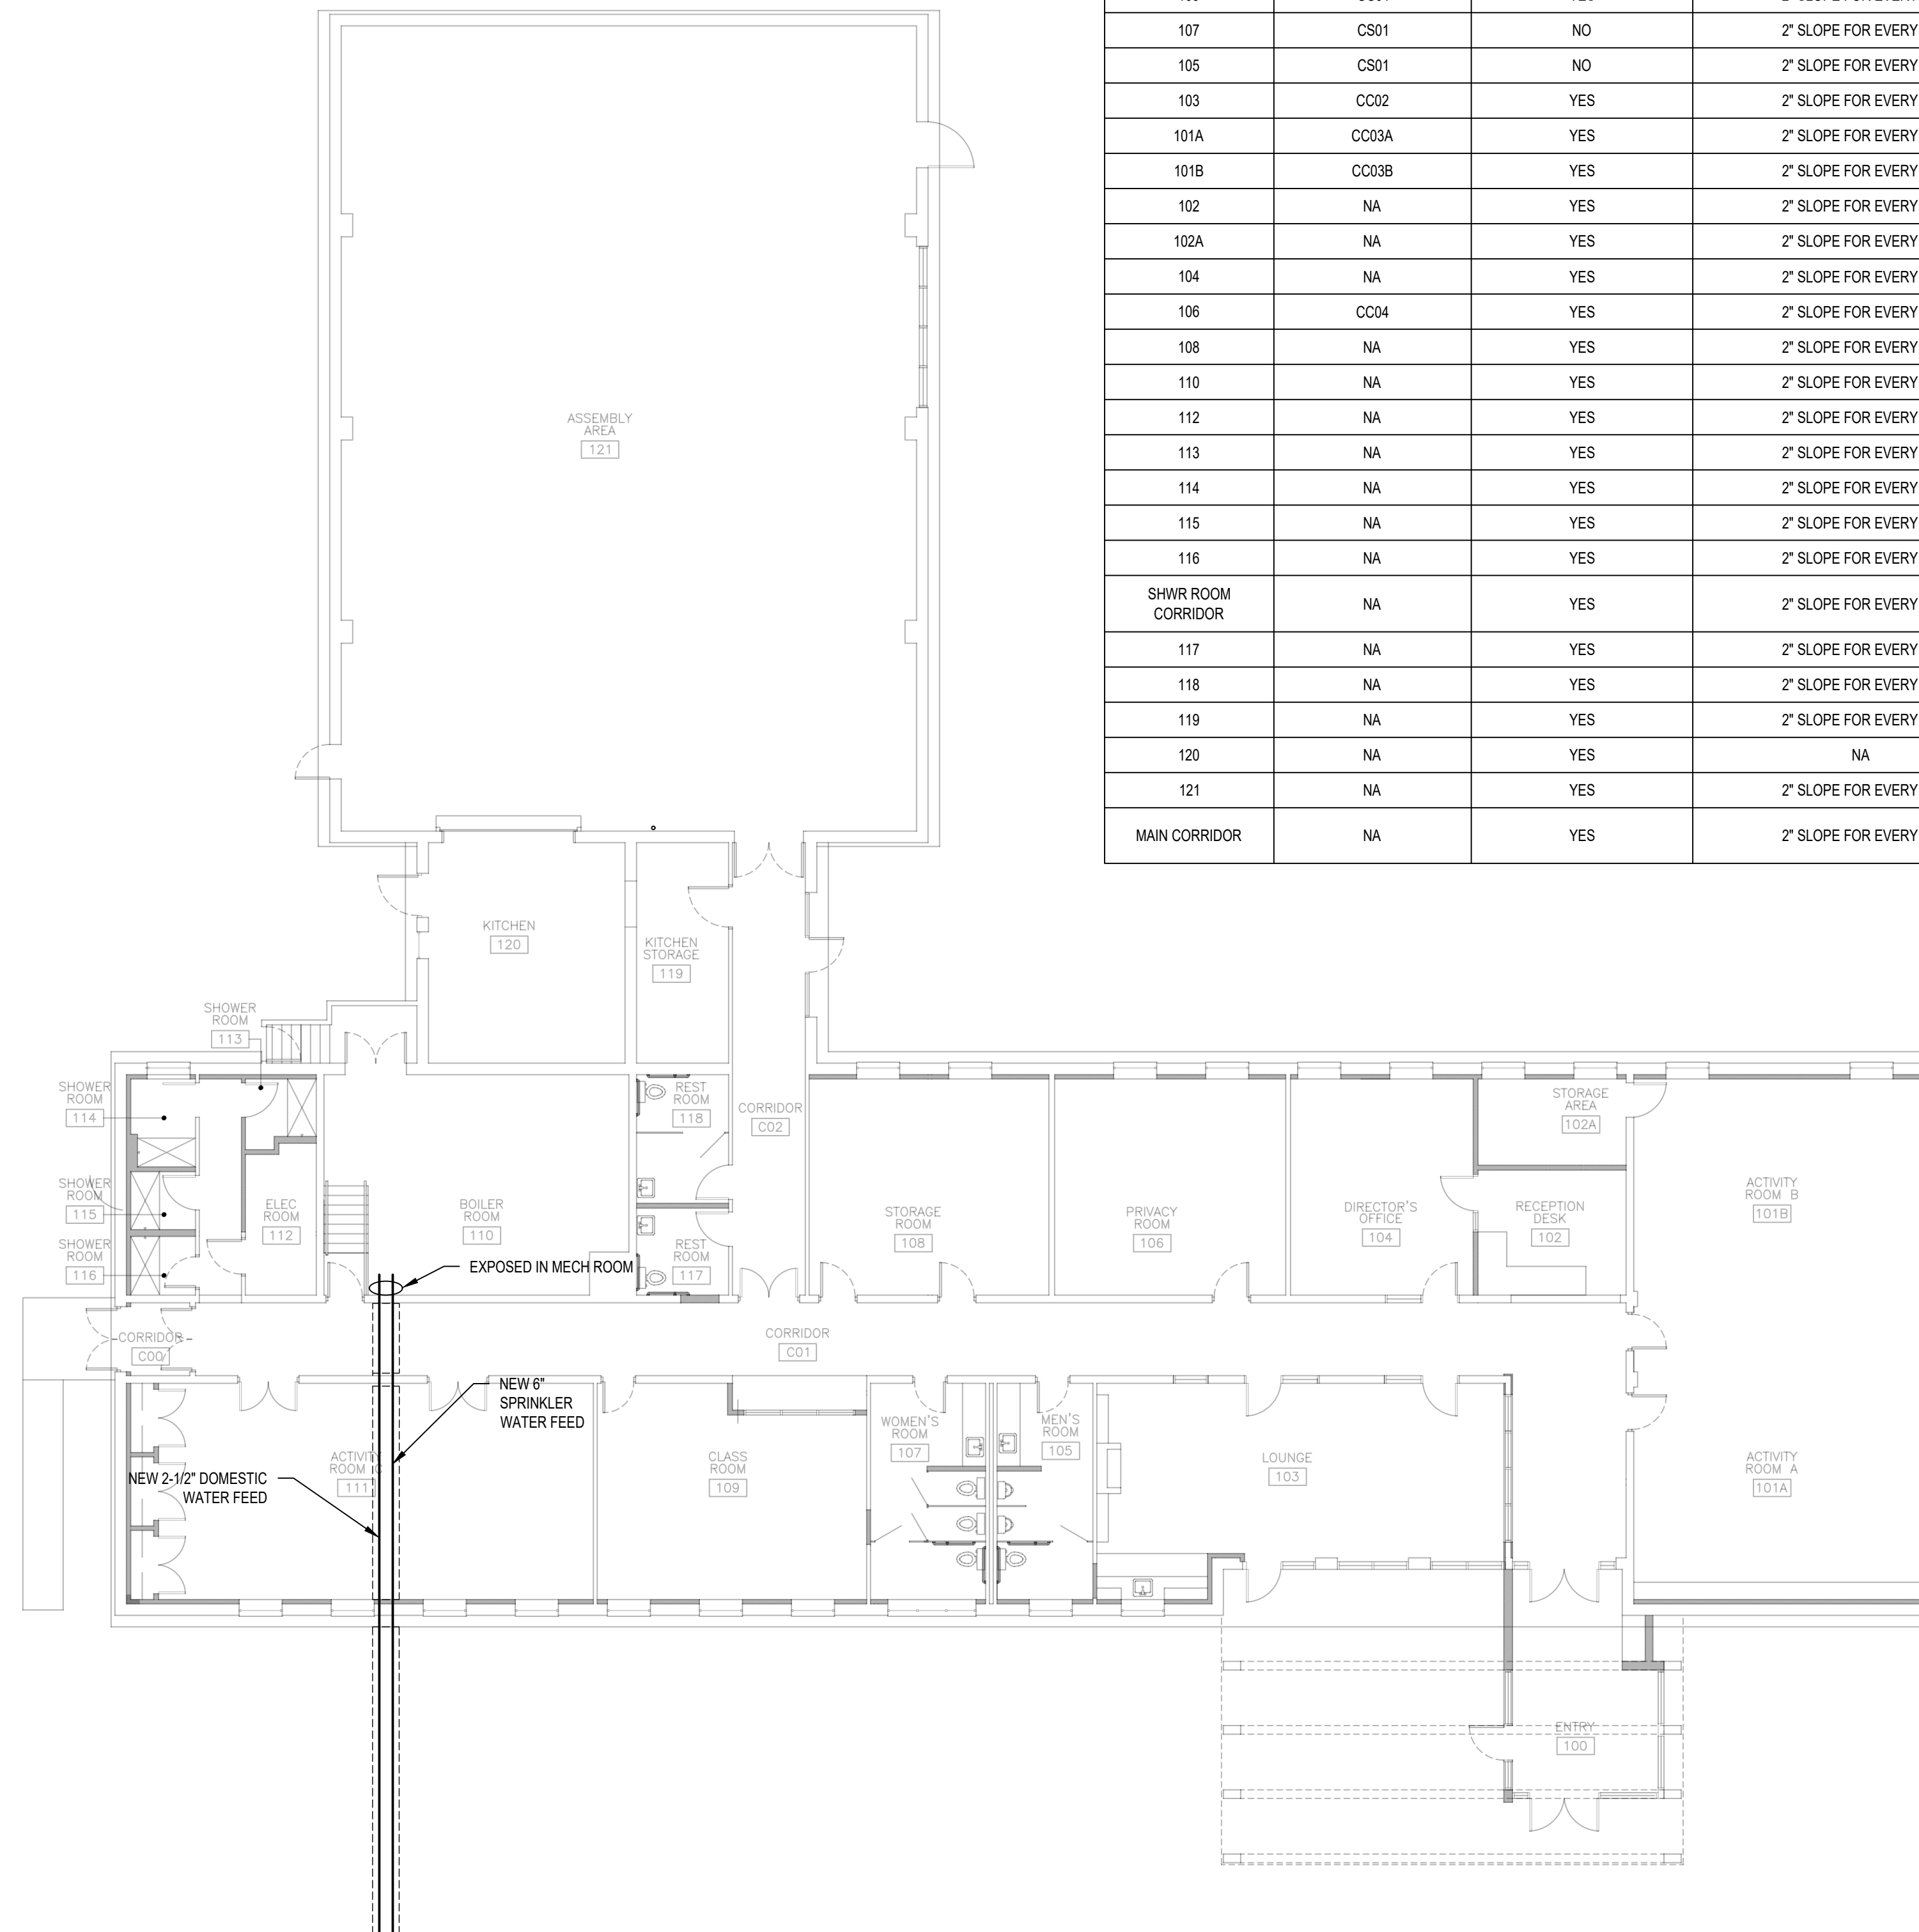 107 CS01 NO 2" SLOPE FOR EVERY
105 CS01 NO 2" SLOPE FOR EVERY
103 CC02 YES 2" SLOPE FOR EVERY
101A CC03A YES 2" SLOPE FOR EVERY
101B CC03B YES 2" SLOPE FOR EVERY
102 NA YES 2" SLOPE FOR EVERY
102A NA YES 2" SLOPE FOR EVERY
104 NA YES 2" SLOPE FOR EVERY
106 CC04 YES 2" SLOPE FOR EVERY
108 NA YES 2" SLOPE FOR EVERY
110 NA YES 2" SLOPE FOR EVERY
112 NA YES 2" SLOPE FOR EVERY
113 NA YES 2" SLOPE FOR EVERY
114 NA YES 2" SLOPE FOR EVERY
115 NA YES 2" SLOPE FOR EVERY
116 NA YES 2" SLOPE FOR EVERY
SHWR ROOM
CORRIDOR NA YES 2" SLOPE FOR EVERY
117 NA YES 2" SLOPE FOR EVERY
118 NA YES 2" SLOPE FOR EVERY
119 NA YES 2" SLOPE FOR EVERY
120 NA YES NA
121 NA YES 2" SLOPE FOR EVERY
MAIN CORRIDOR NA YES 2" SLOPE FOR EVERY
ASSEMBLY
AREA
121
KITCHEN
120
KITCHEN
STORAGE
119
SHOWER
ROOM
113
SHOWER
ROOM
114
SHOWER
ROOM
115
SHOWER
ROOM
116
ELEC
ROOM
112
BOILER
ROOM
110
REST
ROOM
118
REST
ROOM
117
CORRIDOR
C02
STORAGE
ROOM
108
PRIVACY
ROOM
106
DIRECTOR'S
OFFICE
104
STORAGE
AREA
102A
RECEPTION
DESK
102
ACTIVITY
ROOM B
101B
EXPOSED IN MECH ROOM
CORRIDOR
C00
CORRIDOR
C01
NEW 6"
SPRINKLER
WATER FEED
ACTIVITY
ROOM C
111
NEW 2-1/2" DOMESTIC
WATER FEED
CLASS
ROOM
109
WOMEN'S
ROOM
107
MEN'S
ROOM
105
LOUNGE
103
ACTIVITY
ROOM A
101A
ENTRY
100